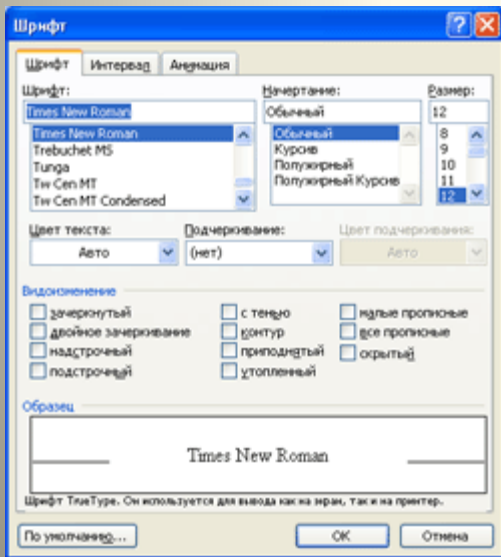 Шрифт
Шрифт Интервал Анимация
Шрифт: Начертание: Размер:
Times New Roman Обычный 12
Times New Roman Обычный 8
Trebuchet MS Курсив 9
Tunga Полужирный 10
Tw Cen MT Полужирный Курсив 11
Tw Cen MT Condensed 12
Цвет текста: Подчеркивание: Цвет подчеркивания:
Авто (нет) Авто
Видоизменение
зачеркнутый с тенью малые прописные
двойное зачеркивание контур все прописные
надстрочный приподнятый скрытый
подстрочный утопленный
Образец
Times New Roman
Шрифт TrueType. Он используется для вывода как на экран, так и на принтер.
По умолчанию... ОК Отмена